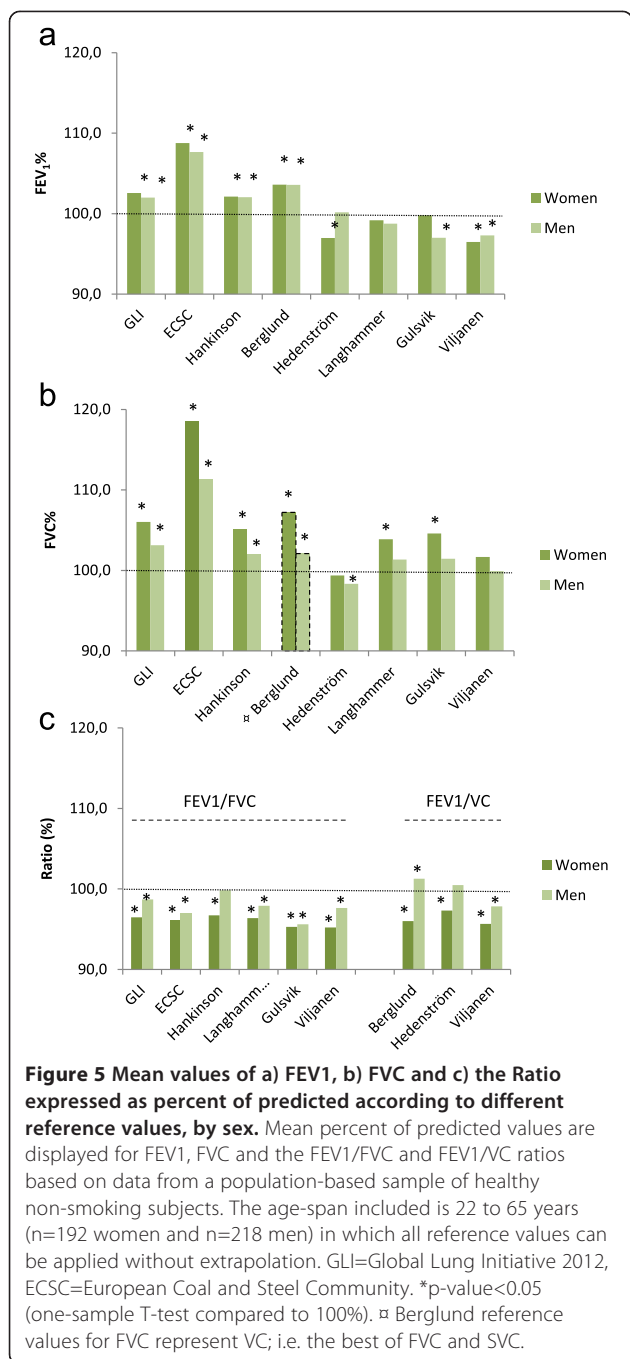 a
120,0
110,0
100,0
90,0
FEV1%
* * * * * * * * * * * *
GLI
ECSC
Hankinson
Berglund
Hedenström
Langhammer
Gulsvik
Viljanen
Women
Men
b
120,0
110,0
100,0
90,0
FVC%
* * * * * * * * * * *
GLI
ECSC
Hankinson
¤ Berglund
Hedenström
Langhammer
Gulsvik
Viljanen
Women
Men
c
120,0
110,0
100,0
90,0
Ratio (%)
FEV1/FVC
FEV1/VC
* * * * * * * * * * * * * * * *
GLI
ECSC
Hankinson
Langhamm...
Gulsvik
Viljanen
Berglund
Hedenström
Viljanen
Women
Men
Figure 5 Mean values of a) FEV1, b) FVC and c) the Ratio
expressed as percent of predicted according to different
reference values, by sex. Mean percent of predicted values are
displayed for FEV1, FVC and the FEV1/FVC and FEV1/VC ratios
based on data from a population-based sample of healthy
non-smoking subjects. The age-span included is 22 to 65 years
(n=192 women and n=218 men) in which all reference values can
be applied without extrapolation. GLI=Global Lung Initiative 2012,
ECSC=European Coal and Steel Community. *p-value<0.05
(one-sample T-test compared to 100%). ¤ Berglund reference
values for FVC represent VC; i.e. the best of FVC and SVC.